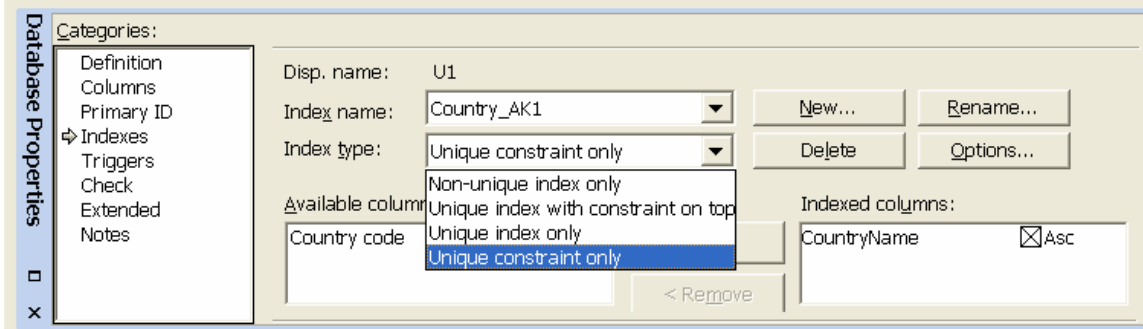 Database Properties
Categories:
Definition
Columns
Primary ID
Indexes
Triggers
Check
Extended
Notes
Disp. name: U1
Index name: Country_AK1 New... Rename...
Index type: Unique constraint only Delete Options...
Non-unique index only
Unique index with constraint on top
Unique index only
Unique constraint only
Available colum
Country code
< Remove
Indexed columns:
CountryName Asc